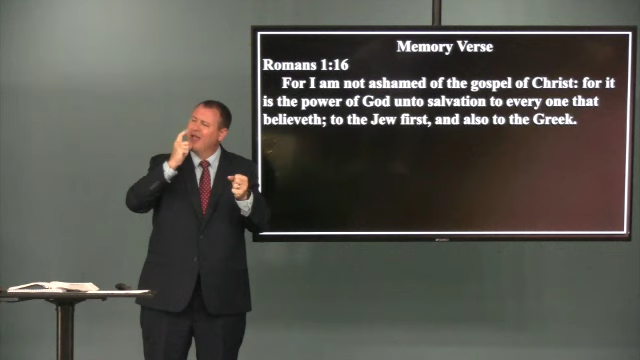 Memory Verse
Romans 1:16
For I am not ashamed of the gospel of Christ: for it
is the power of God unto salvation to every one that
believeth; to the Jew first, and also to the Greek.